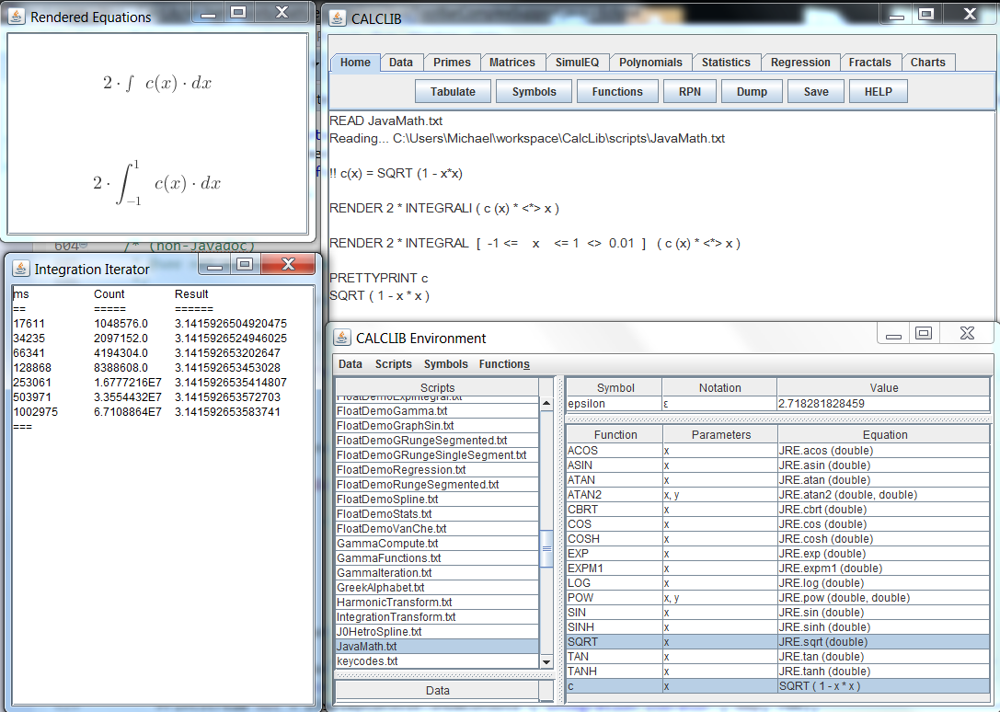 Rendered Equations
2 · ∫ c(x) · dx
2 · ∫₋₁¹ c(x) · dx
CALCLIB
Home Data Primes Matrices SimulEQ Polynomials Statistics Regression Fractals Charts
Tabulate Symbols Functions RPN Dump Save HELP
READ JavaMath.txt
Reading... C:\Users\Michael\workspace\CalcLib\scripts\JavaMath.txt
!! c(x) = SQRT (1 - x*x)
RENDER 2 * INTEGRALI ( c (x) * <*> x )
RENDER 2 * INTEGRAL [ -1 <= x <= 1 <> 0.01 ] ( c (x) * <*> x )
PRETTYPRINT c
SQRT ( 1 - x * x )
604 /* (non-Javadoc)
Integration Iterator
ms Count Result
== ===== ======
17611 1048576.0 3.1415926504920475
34235 2097152.0 3.1415926524946025
66341 4194304.0 3.141592653202647
128868 8388608.0 3.141592653453028
253061 1.6777216E7 3.1415926535414807
503971 3.3554432E7 3.141592653572703
1002975 6.7108864E7 3.141592653583741
===
CALCLIB Environment
Data Scripts Symbols Functions
Scripts
FloatDemoExpIntegral.txt
FloatDemoGamma.txt
FloatDemoGraphSin.txt
FloatDemoGRungeSegmented.txt
FloatDemoGRungeSingleSegment.txt
FloatDemoRegression.txt
FloatDemoRungeSegmented.txt
FloatDemoSpline.txt
FloatDemoStats.txt
FloatDemoVanChe.txt
GammaCompute.txt
GammaFunctions.txt
GammaIteration.txt
GreekAlphabet.txt
HarmonicTransform.txt
IntegrationTransform.txt
J0HetroSpline.txt
JavaMath.txt
keycodes.txt
Data
Symbol Notation Value
epsilon ε 2.718281828459
Function Parameters Equation
ACOS x JRE.acos (double)
ASIN x JRE.asin (double)
ATAN x JRE.atan (double)
ATAN2 x, y JRE.atan2 (double, double)
CBRT x JRE.cbrt (double)
COS x JRE.cos (double)
COSH x JRE.cosh (double)
EXP x JRE.exp (double)
EXPM1 x JRE.expm1 (double)
LOG x JRE.log (double)
POW x, y JRE.pow (double, double)
SIN x JRE.sin (double)
SINH x JRE.sinh (double)
SQRT x JRE.sqrt (double)
TAN x JRE.tan (double)
TANH x JRE.tanh (double)
c x SQRT ( 1 - x * x )